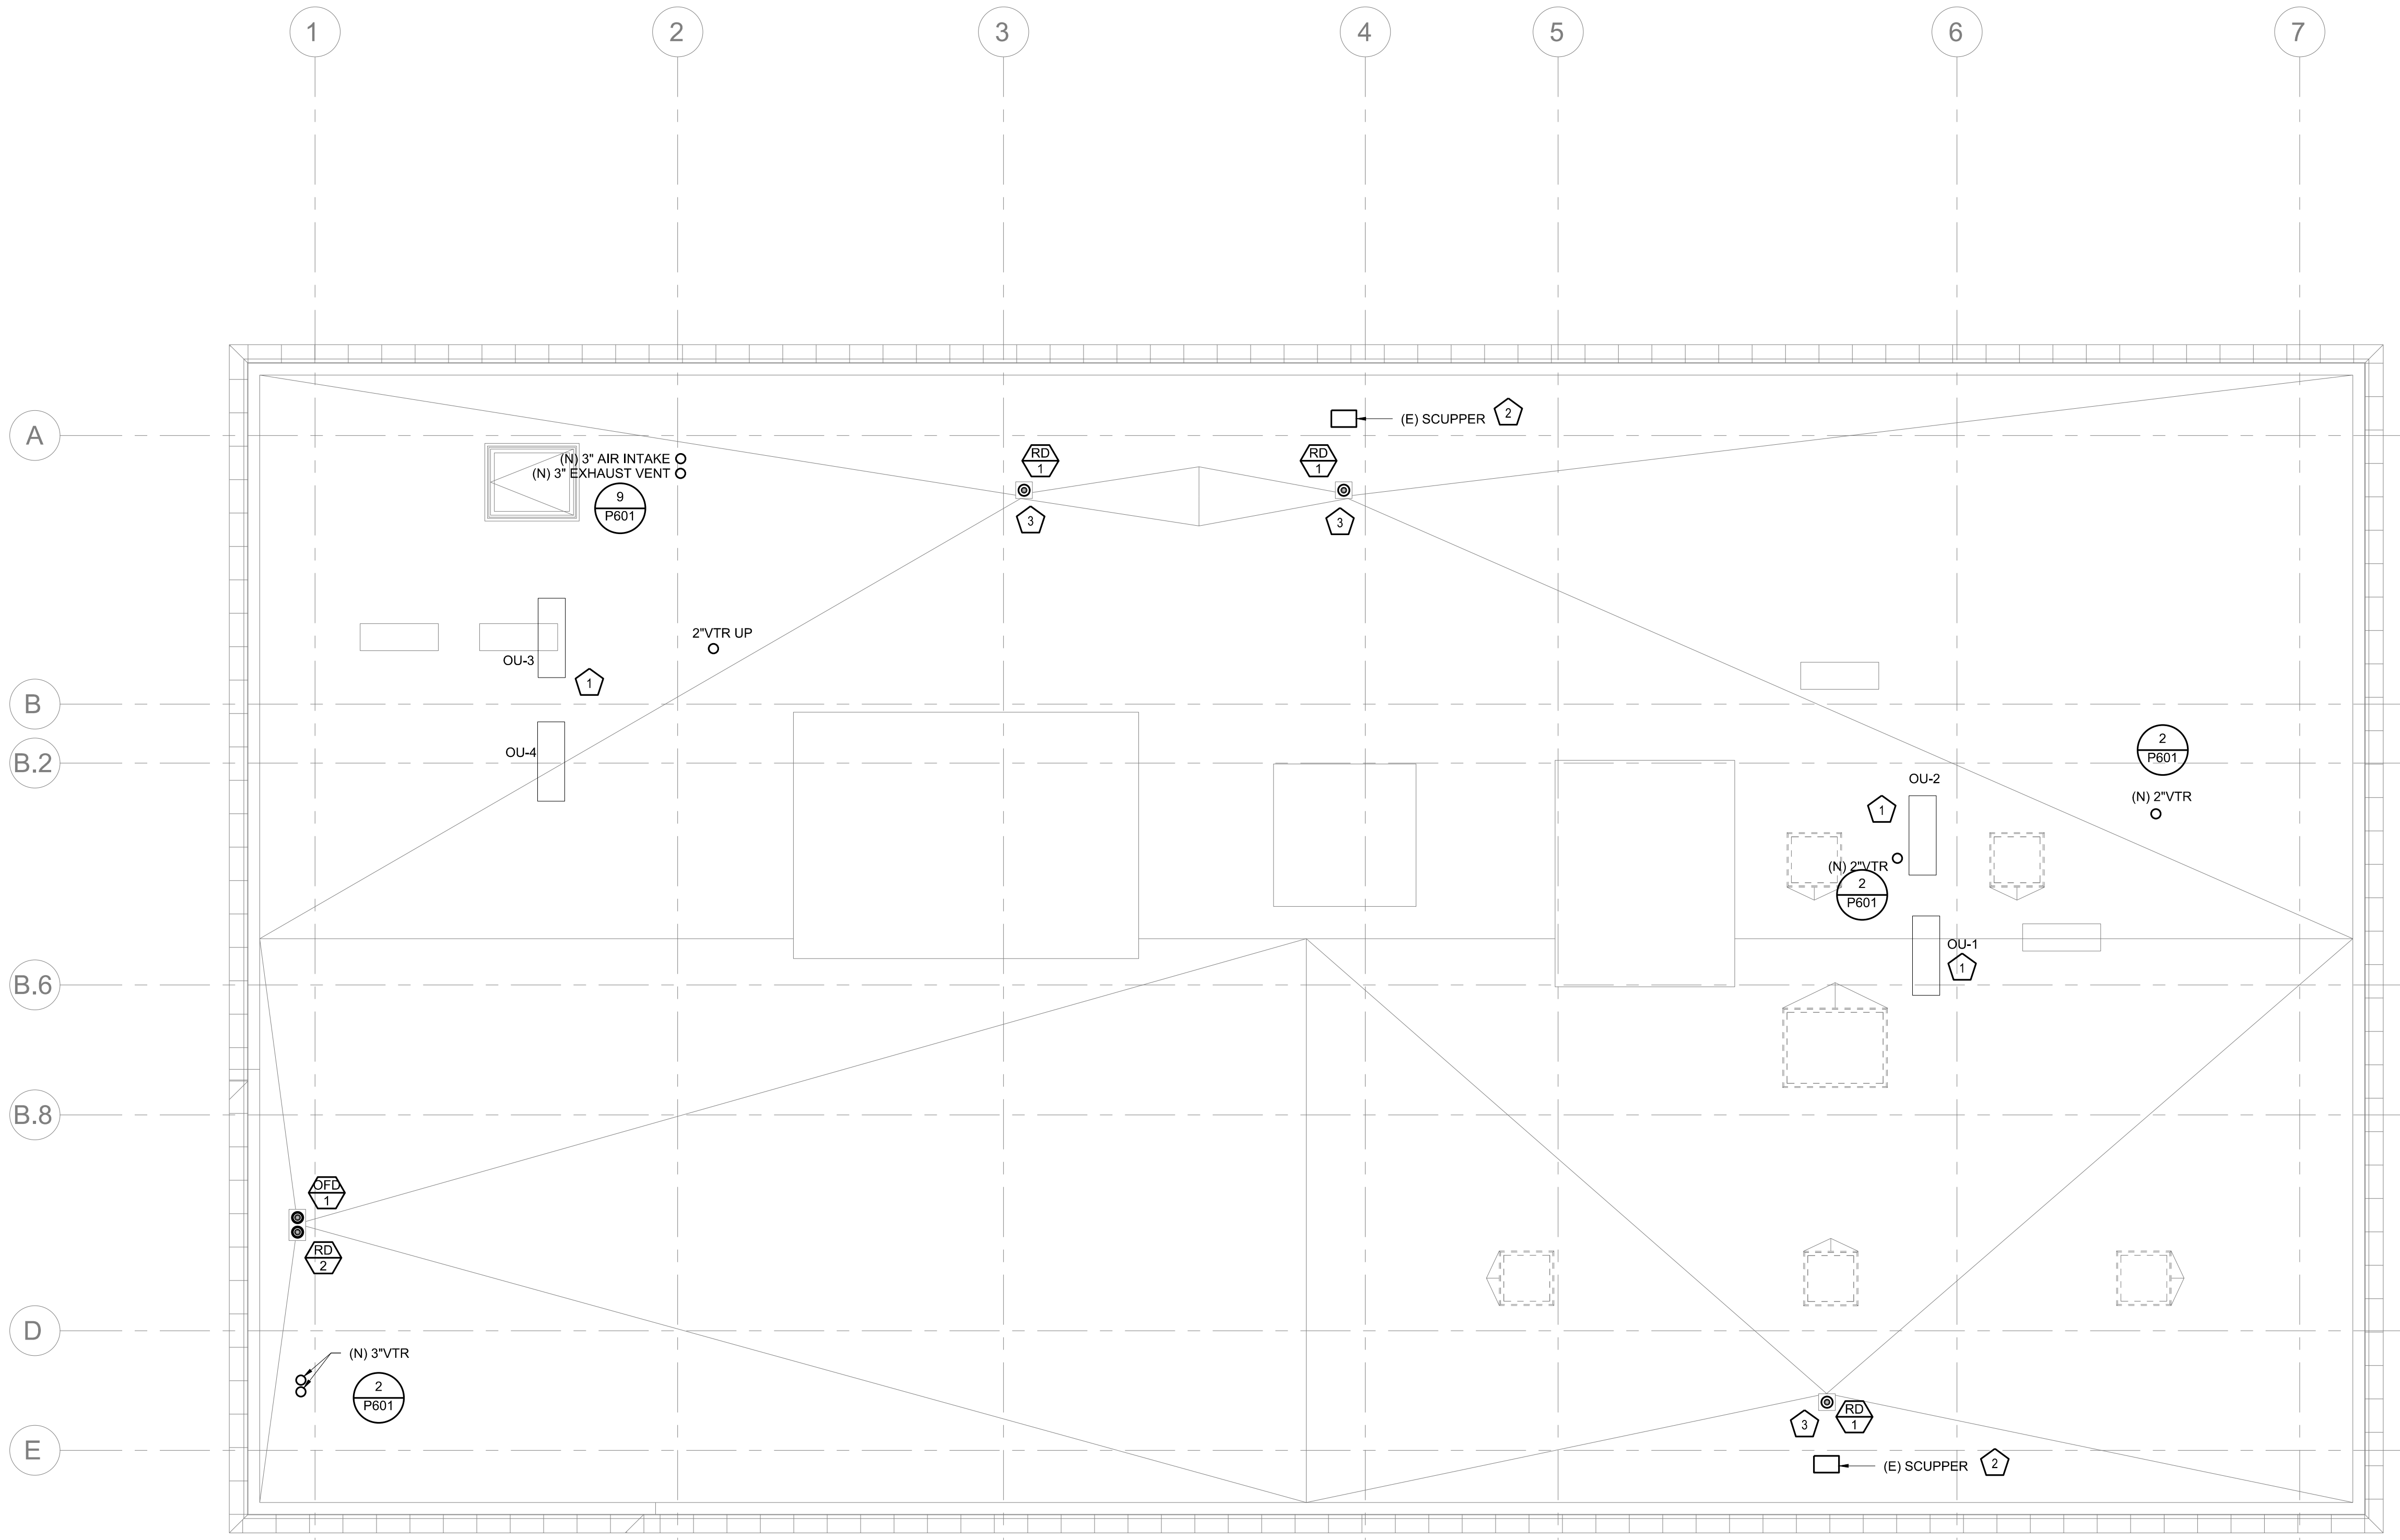 1
2
3
4
5
6
7
A
(E) SCUPPER
2
(N) 3" AIR INTAKE
(N) 3" EXHAUST VENT
9
P601
RD
1
3
RD
1
3
2"VTR UP
OU-3
1
B
B.2
OU-4
2
P601
(N) 2"VTR
OU-2
1
(N) 2"VTR
2
P601
OU-1
1
B.6
B.8
OFD
1
RD
2
D
(N) 3"VTR
2
P601
3
RD
1
E
(E) SCUPPER
2